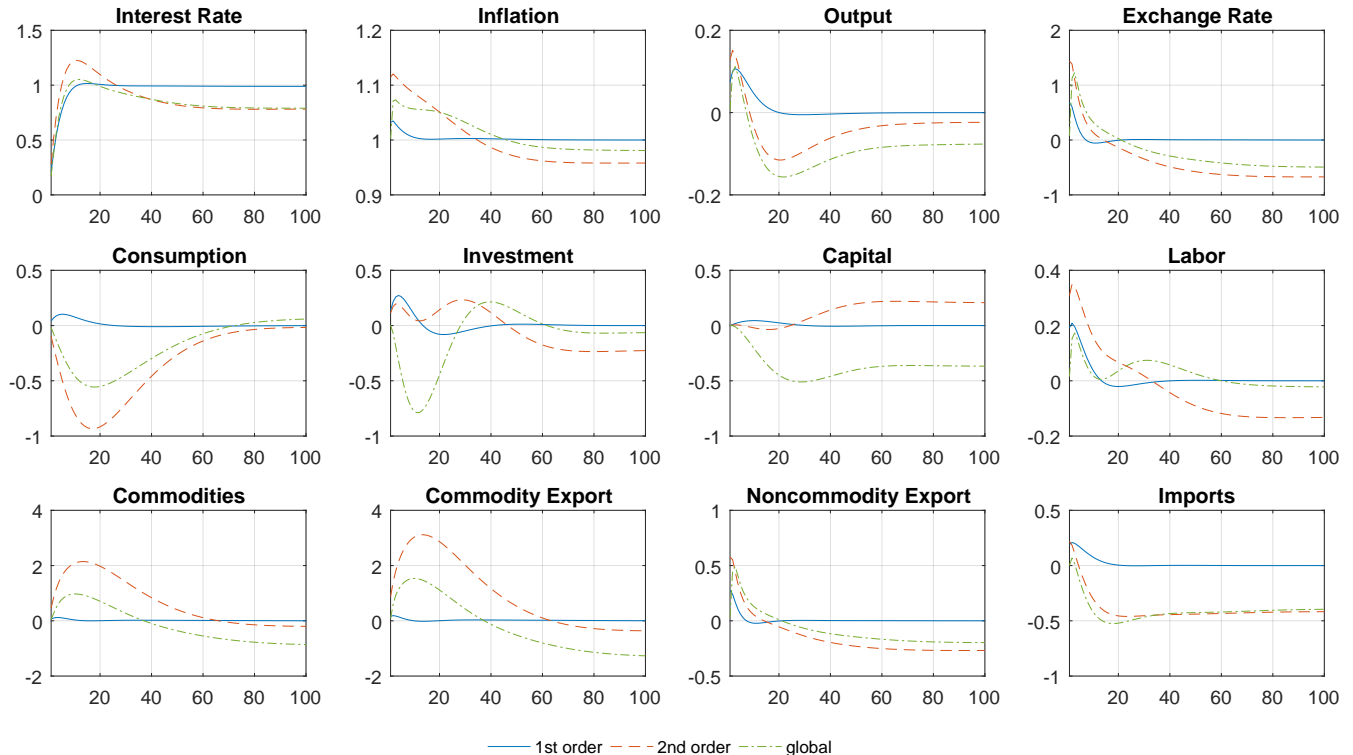 Interest Rate Inflation Output Exchange Rate
1.5 1.2 0.2 2
1 1.1 0 1
0.5 1 -0.2 0
0 0.9 -1
20 40 60 80 100 20 40 60 80 100 20 40 60 80 100 20 40 60 80 100
Consumption Investment Capital Labor
0.5 0.5 0.5 0.4
0 0 0 0.2
-0.5 -0.5 -0.5 0
-1 -1 -1 -0.2
20 40 60 80 100 20 40 60 80 100 20 40 60 80 100 20 40 60 80 100
Commodities Commodity Export Noncommodity Export Imports
4 4 1 0.5
2 2 0.5 0
0 0 0 -0.5
-2 -2 -0.5 -1
20 40 60 80 100 20 40 60 80 100 20 40 60 80 100 20 40 60 80 100
1st order 2nd order global